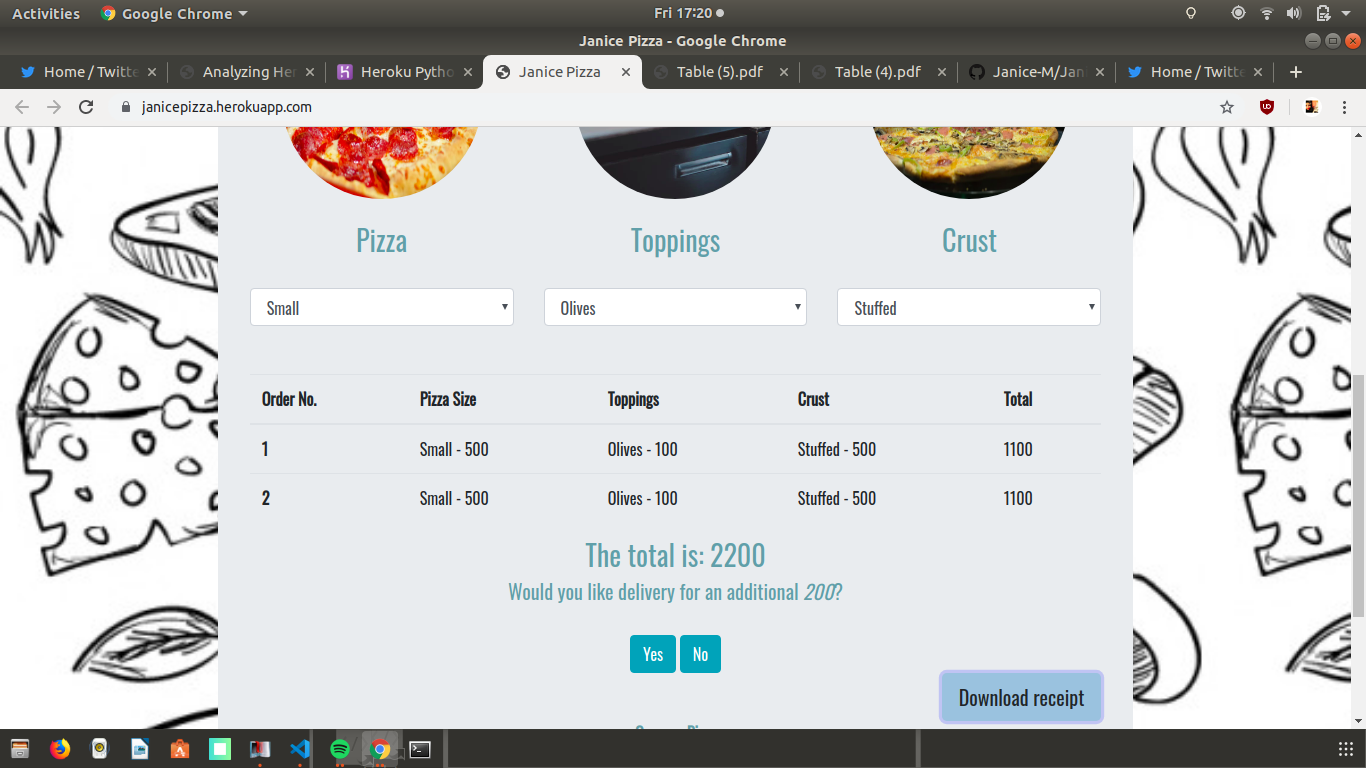 Activities Google Chrome Fri 17:20
Janice Pizza - Google Chrome
Home / Twitte Analyzing Her Heroku Pytho Janice Pizza Table (5).pdf Table (4).pdf Janice-M/Jan Home / Twitte
janicepizza.herokuapp.com
Pizza Toppings Crust
Small Olives Stuffed
Order No. Pizza Size Toppings Crust Total
1 Small - 500 Olives - 100 Stuffed - 500 1100
2 Small - 500 Olives - 100 Stuffed - 500 1100
The total is: 2200
Would you like delivery for an additional 200?
Yes No
Download receipt